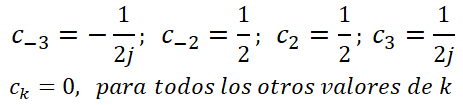 c₋₃ = −1/2j; c₋₂ = 1/2; c₂ = 1/2; c₃ = 1/2j
cₖ = 0, para todos los otros valores de k